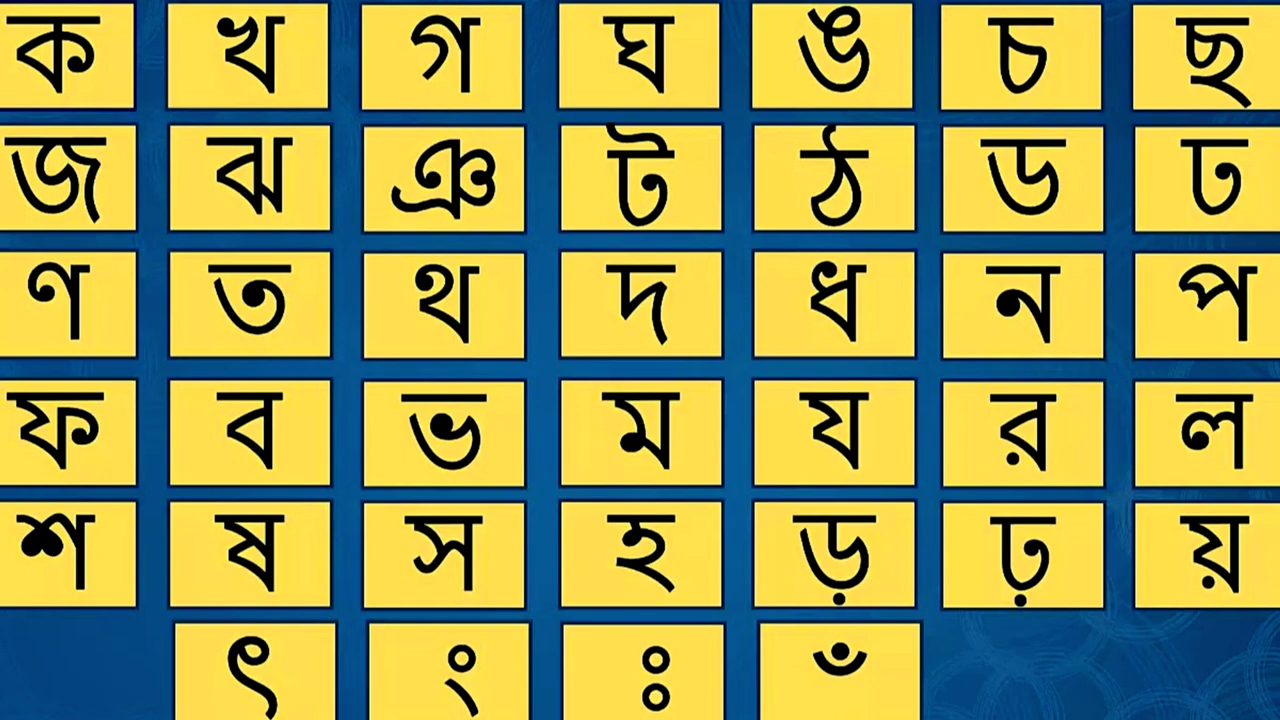 ক খ গ ঘ ঙ চ ছ
জ ঝ ঞ ট ঠ ড ঢ
ণ ত থ দ ধ ন প
ফ ব ভ ম য র ল
শ ষ স হ ড় ঢ় য়
ৎ ং ঃ ঁ